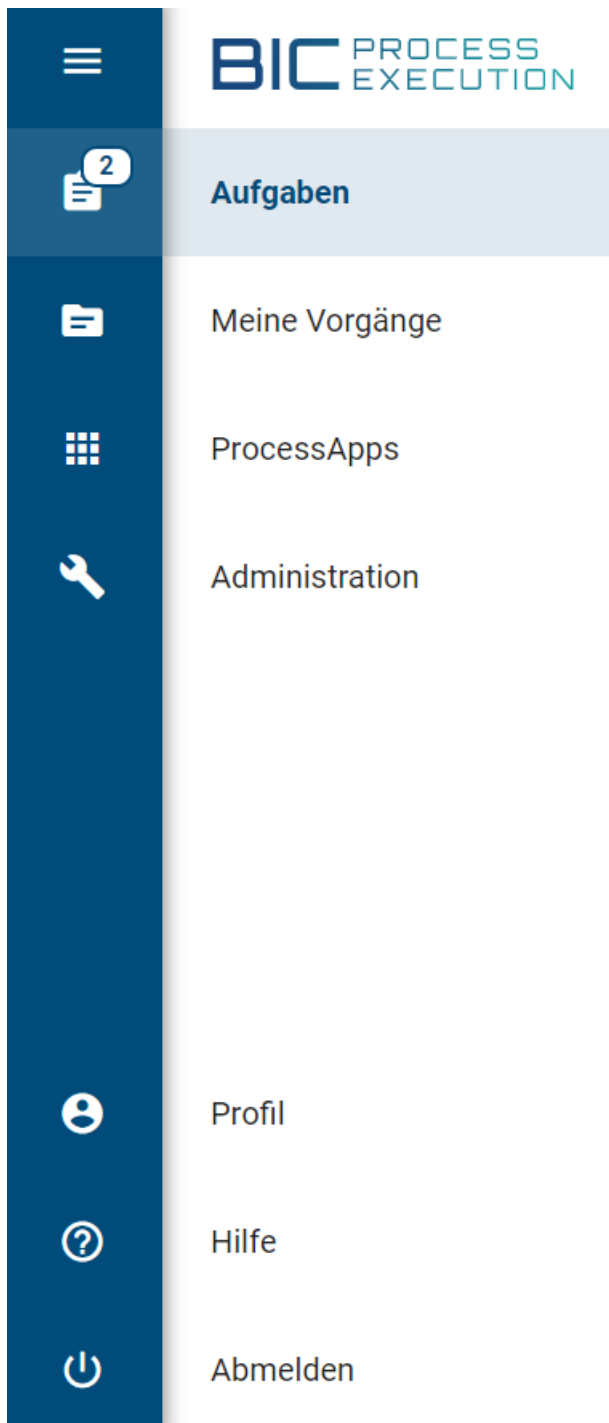 BIC PROCESS
EXECUTION
2
Aufgaben
Meine Vorgänge
ProcessApps
Administration
Profil
Hilfe
Abmelden